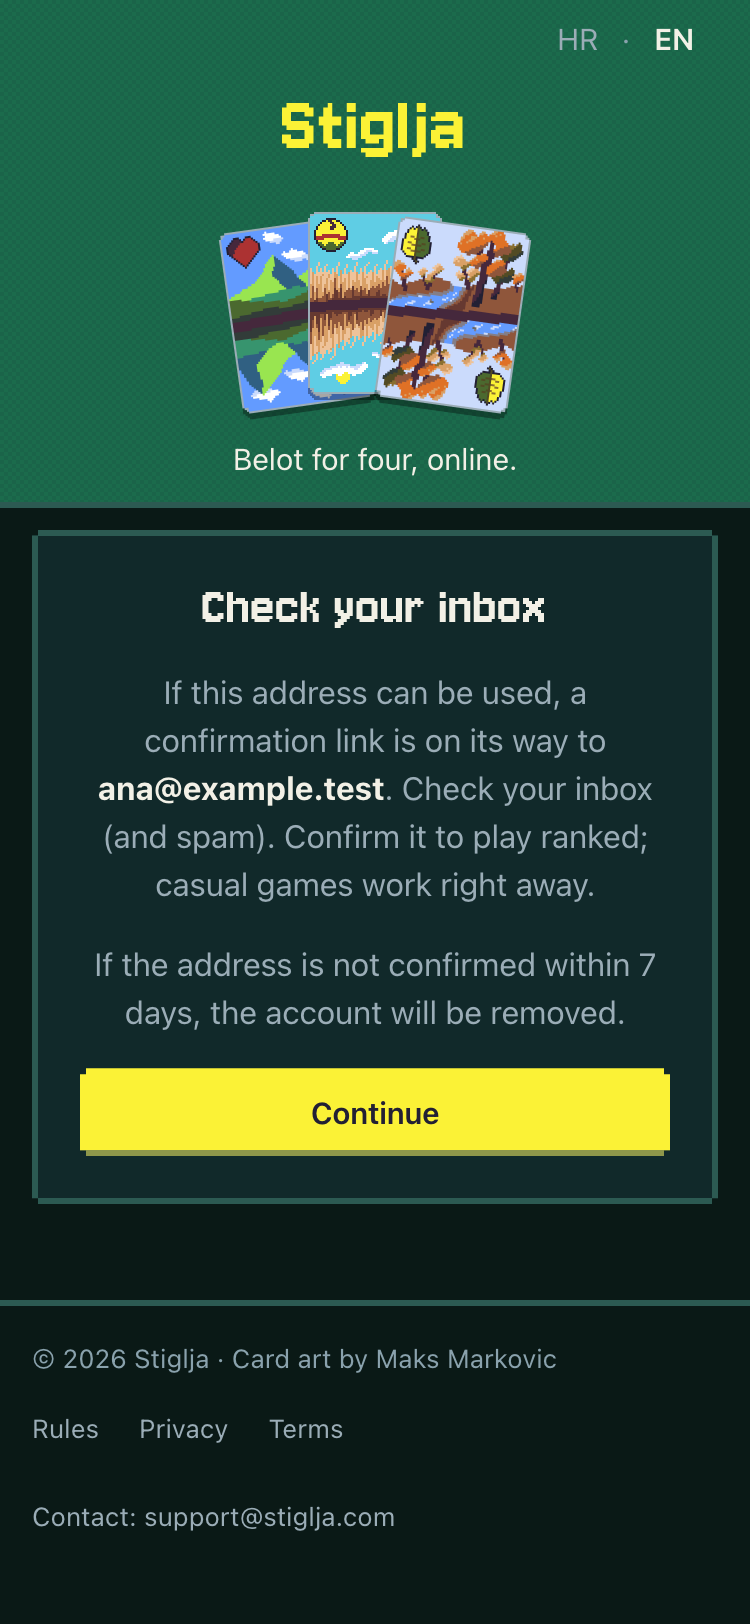 HR · EN
Stiglja
Belot for four, online.
Check your inbox
If this address can be used, a
confirmation link is on its way to
ana@example.test. Check your inbox
(and spam). Confirm it to play ranked;
casual games work right away.
If the address is not confirmed within 7
days, the account will be removed.
Continue
© 2026 Stiglja · Card art by Maks Markovic
Rules Privacy Terms
Contact: support@stiglja.com